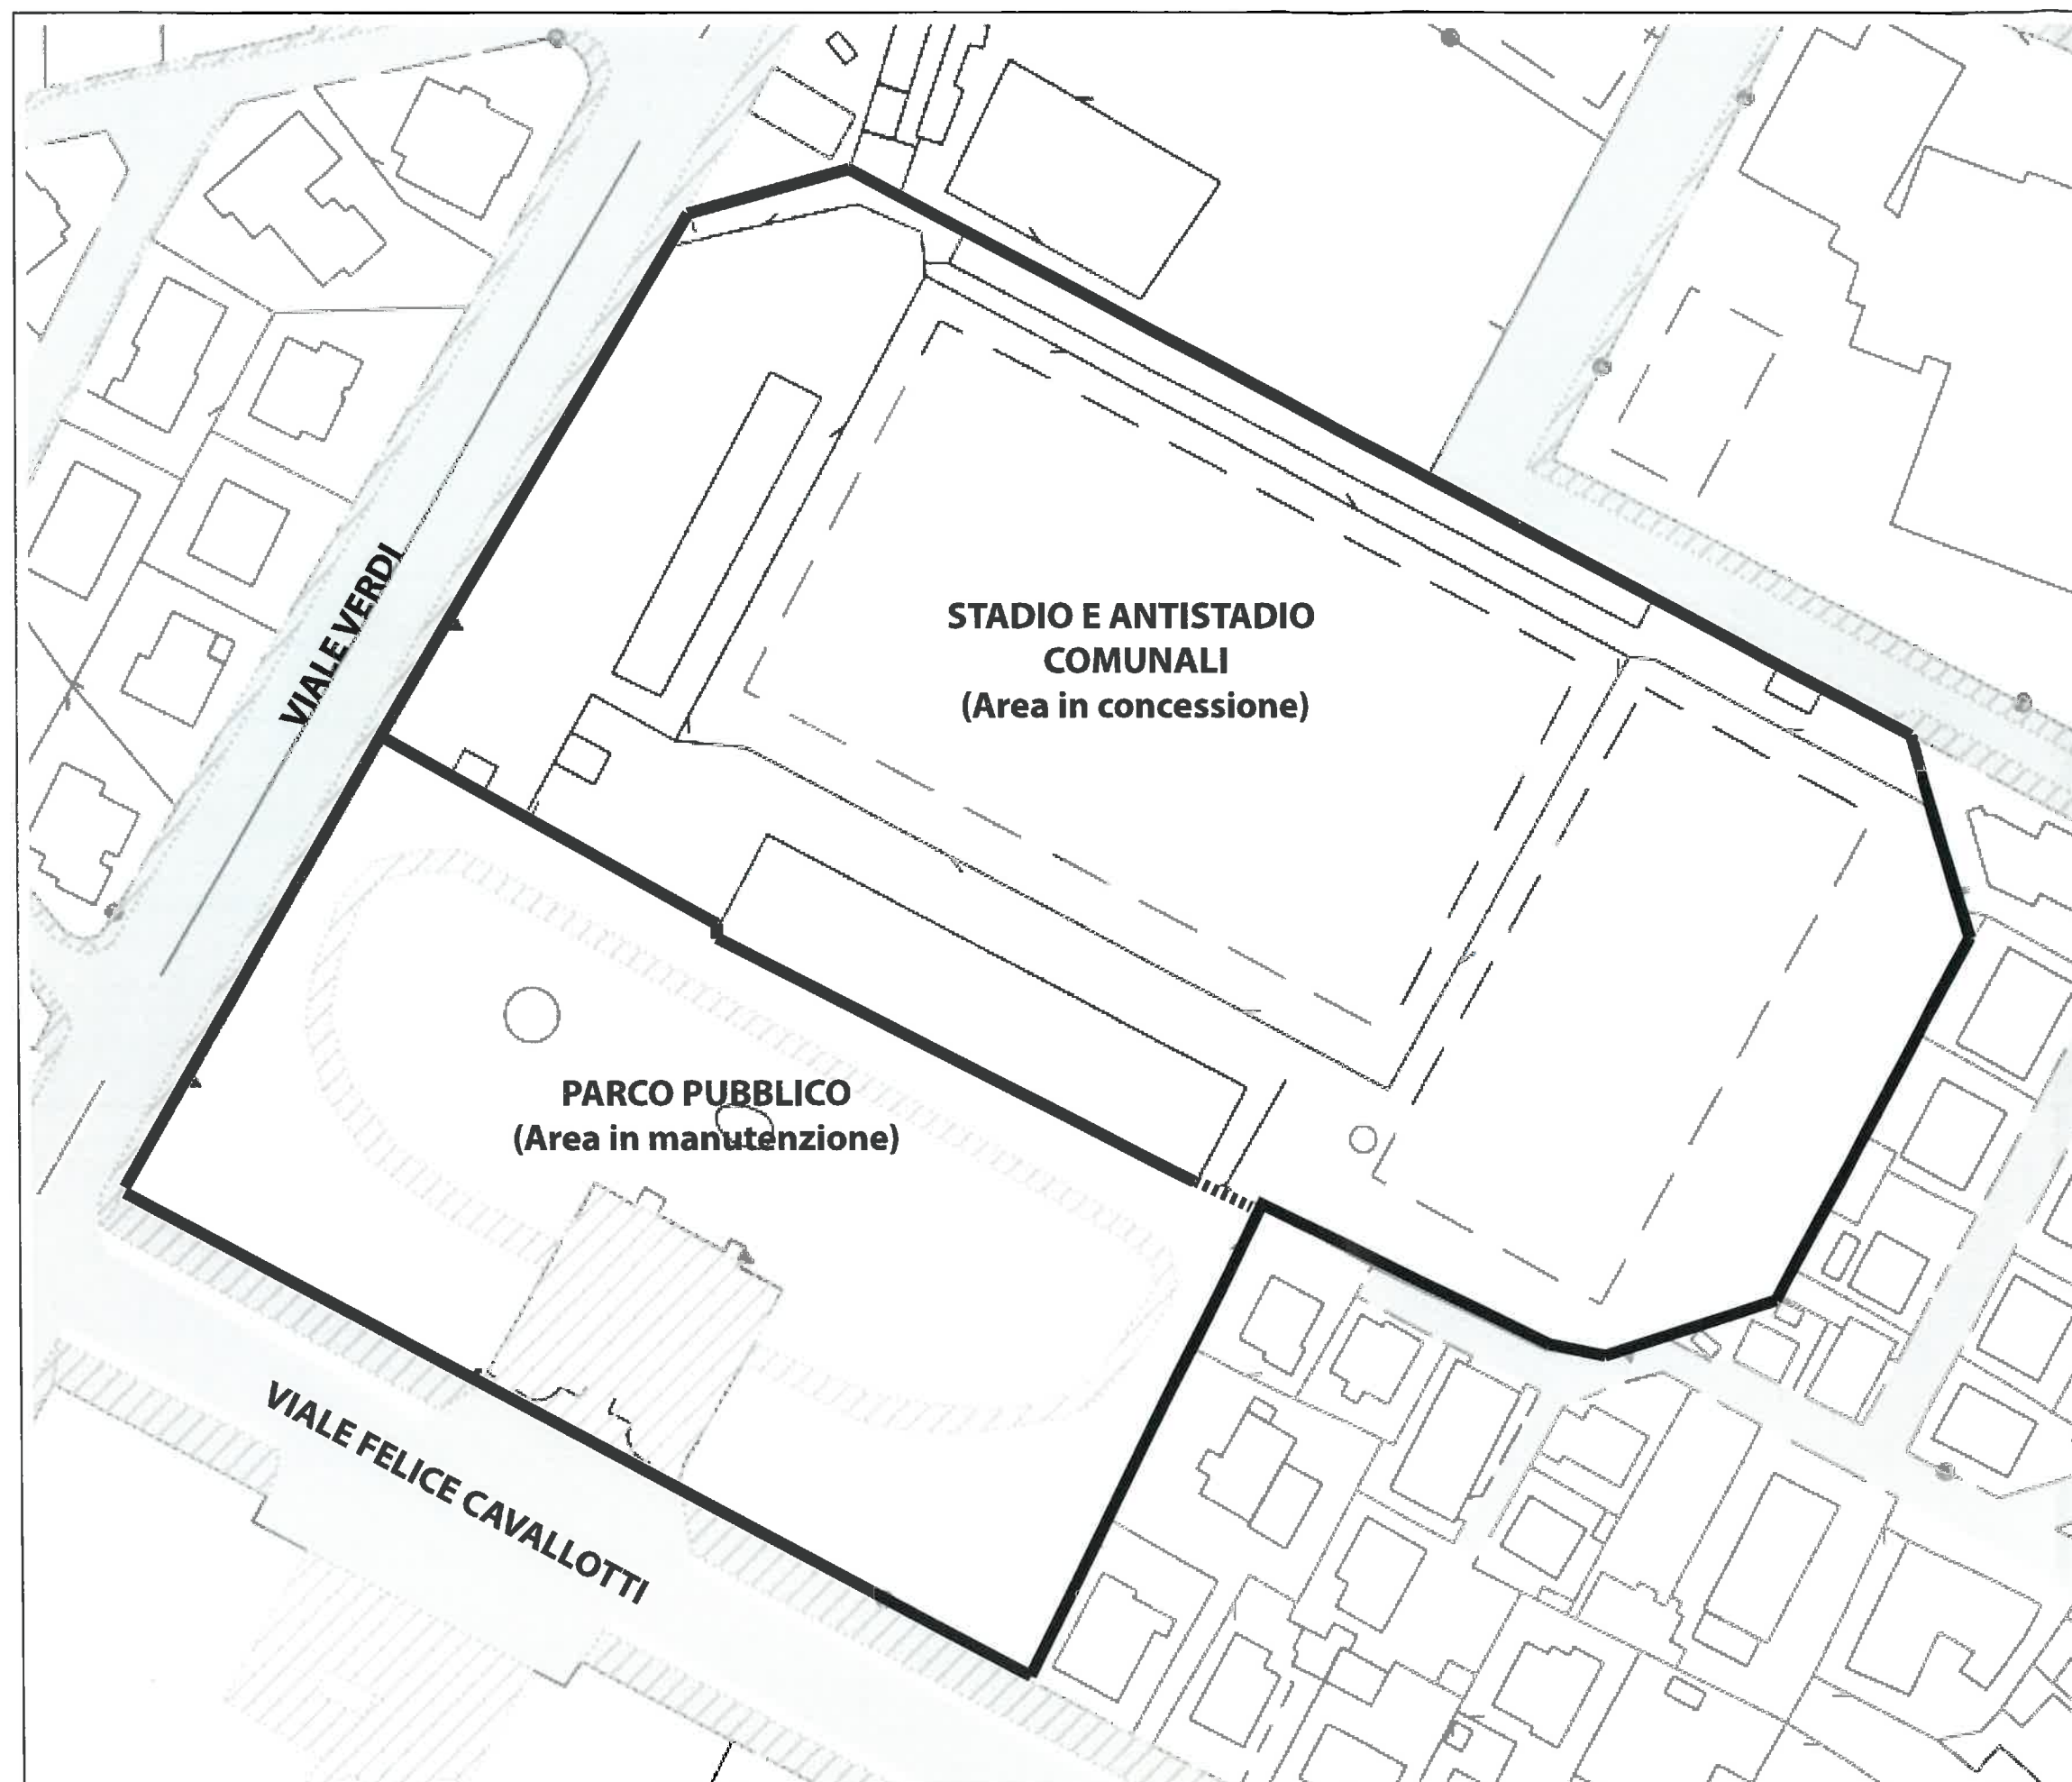 STADIO E ANTISTADIO
COMUNALI
(Area in concessione)
VIALE VERDI
PARCO PUBBLICO
(Area in manutenzione)
VIALE FELICE CAVALLOTTI